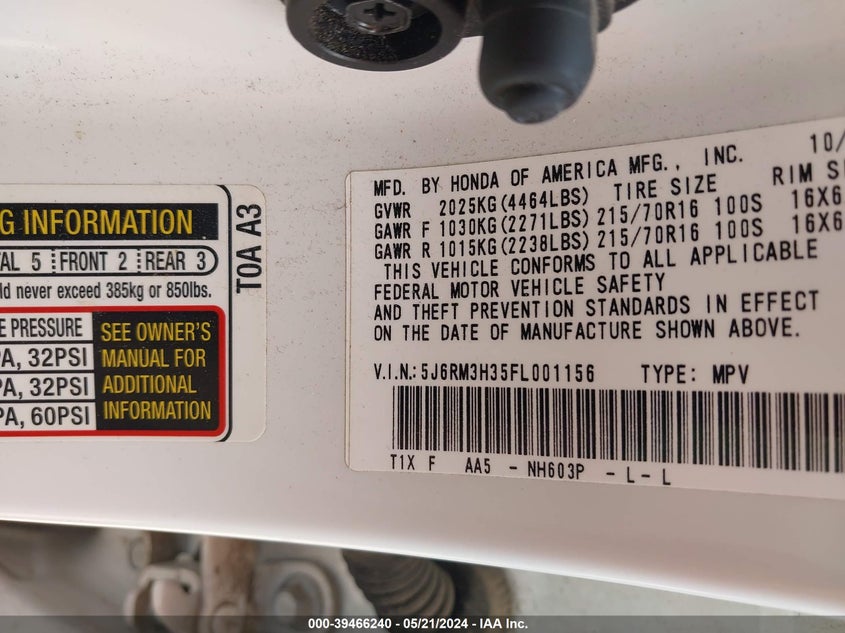 G INFORMATION
TAL 5 FRONT 2 REAR 3
ld never exceed 385kg or 850lbs.
E PRESSURE
PA, 32PSI
PA, 32PSI
PA, 60PSI
SEE OWNER'S
MANUAL FOR
ADDITIONAL
INFORMATION
T0A A3
10/
MFD. BY HONDA OF AMERICA MFG., INC.
GVWR 2025KG(4464LBS) TIRE SIZE RIM SI
GAWR F 1030KG(2271LBS) 215/70R16 100S 16X6
GAWR R 1015KG(2238LBS) 215/70R16 100S 16X6
THIS VEHICLE CONFORMS TO ALL APPLICABLE
FEDERAL MOTOR VEHICLE SAFETY
AND THEFT PREVENTION STANDARDS IN EFFECT
ON THE DATE OF MANUFACTURE SHOWN ABOVE.
V.I.N.: 5J6RM3H35FL001156 TYPE: MPV
T1X F AA5 - NH603P - L - L
000-39466240 - 05/21/2024 - IAA Inc.